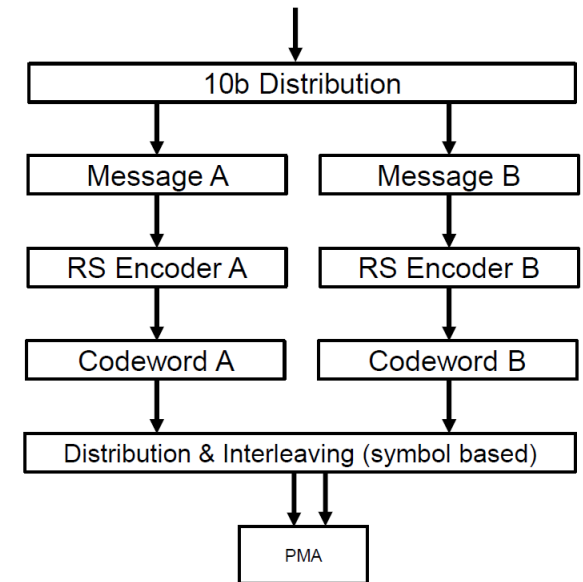 10b Distribution
Message A
Message B
RS Encoder A
RS Encoder B
Codeword A
Codeword B
Distribution & Interleaving (symbol based)
PMA